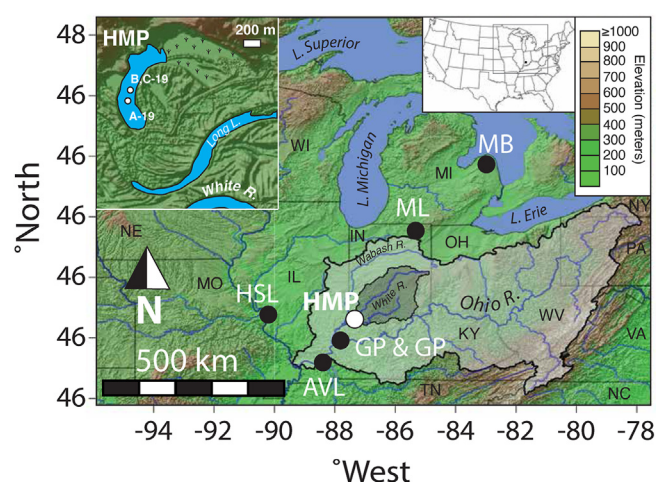 HMP
200 m
B,C-19
A-19
Long L.
White R.
L. Superior
≥1000
900
800
700
600
500
400
300
200
100
Elevation (meters)
48
46
46
46
46
46
46
°North
WI
L. Michigan
MB
MI
ML
L. Erie
NE
IN
OH
NY
PA
Wabash R.
MO
IL
HSL
HMP
White R.
Ohio R.
WV
N
KY
VA
GP & GP
500 km
AVL
TN
NC
-94
-92
-90
-88
-86
-84
-82
-80
-78
°West